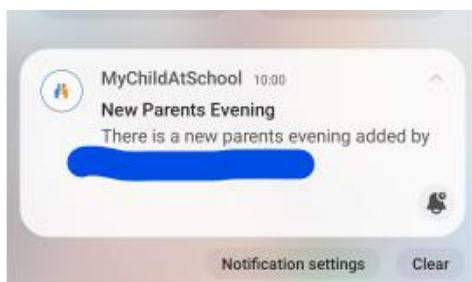 MyChildAtSchool 10:00
New Parents Evening
There is a new parents evening added by
Notification settings
Clear